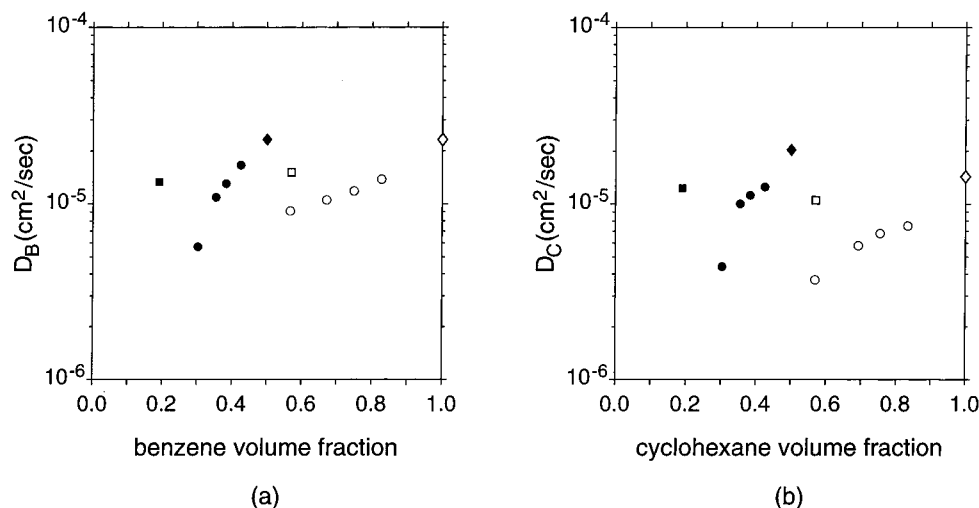 10⁻⁴
10⁻⁵
10⁻⁶
D_B(cm²/sec)
0.0 0.2 0.4 0.6 0.8 1.0
benzene volume fraction
(a)
10⁻⁴
10⁻⁵
10⁻⁶
D_C(cm²/sec)
0.0 0.2 0.4 0.6 0.8 1.0
cyclohexane volume fraction
(b)